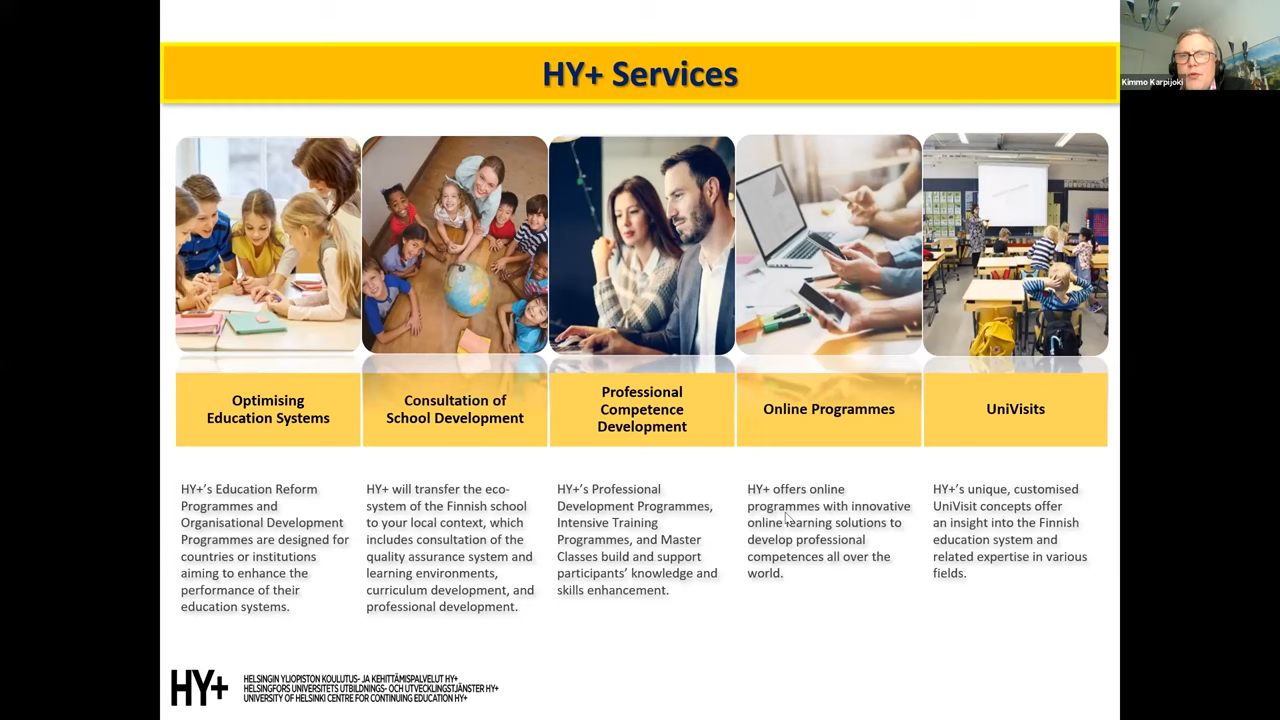 HY+ Services
Kimmo Karpijoki
Optimising
Education Systems
Consultation of
School Development
Professional
Competence
Development
Online Programmes
UniVisits
HY+'s Education Reform
Programmes and
Organisational Development
Programmes are designed for
countries or institutions
aiming to enhance the
performance of their
education systems.
HY+ will transfer the eco-
system of the Finnish school
to your local context, which
includes consultation of the
quality assurance system and
learning environments,
curriculum development, and
professional development.
HY+'s Professional
Development Programmes,
Intensive Training
Programmes, and Master
Classes build and support
participants' knowledge and
skills enhancement.
HY+ offers online
programmes with innovative
online learning solutions to
develop professional
competences all over the
world.
HY+'s unique, customised
UniVisit concepts offer
an insight into the Finnish
education system and
related expertise in various
fields.
HY+
HELSINGIN YLIOPISTON KOULUTUS- JA KEHITTÄMISPALVELUT HY+
HELSINGFORS UNIVERSITETS UTBILDNINGS- OCH UTVECKLINGSTJÄNSTER HY+
UNIVERSITY OF HELSINKI CENTRE FOR CONTINUING EDUCATION HY+